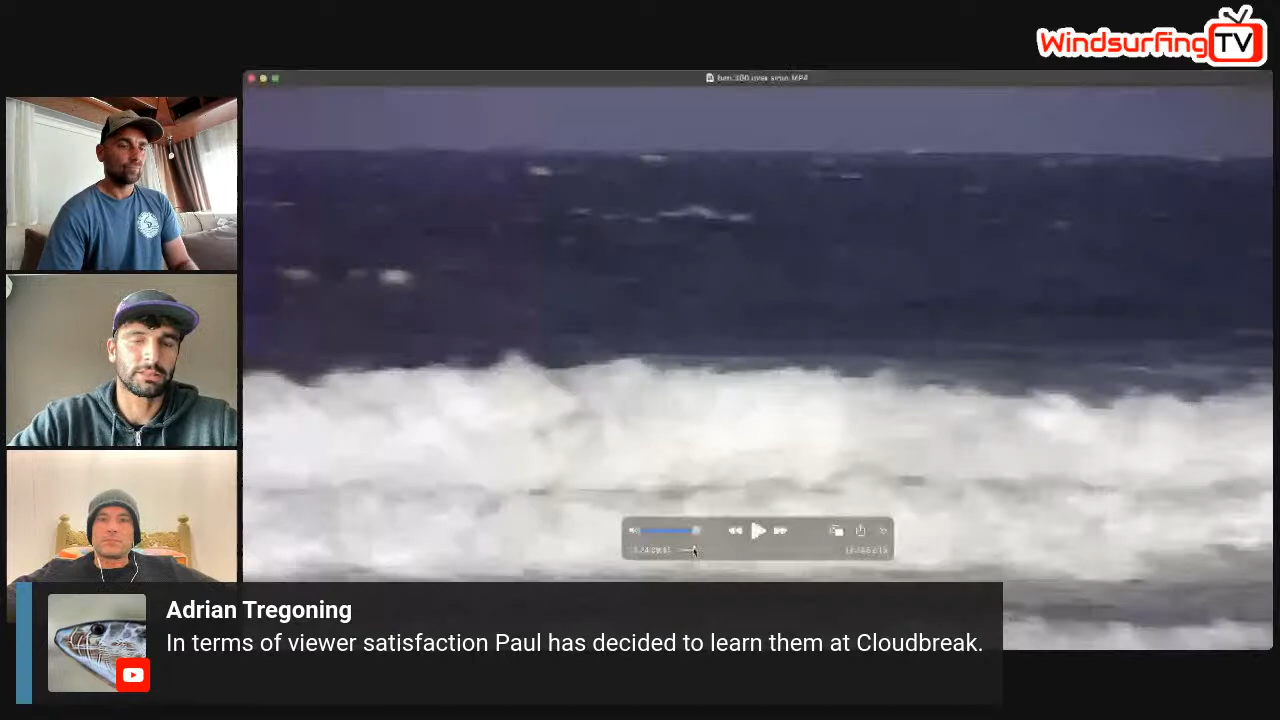 Windsurfing TV
Adrian Tregoning
In terms of viewer satisfaction Paul has decided to learn them at Cloudbreak.